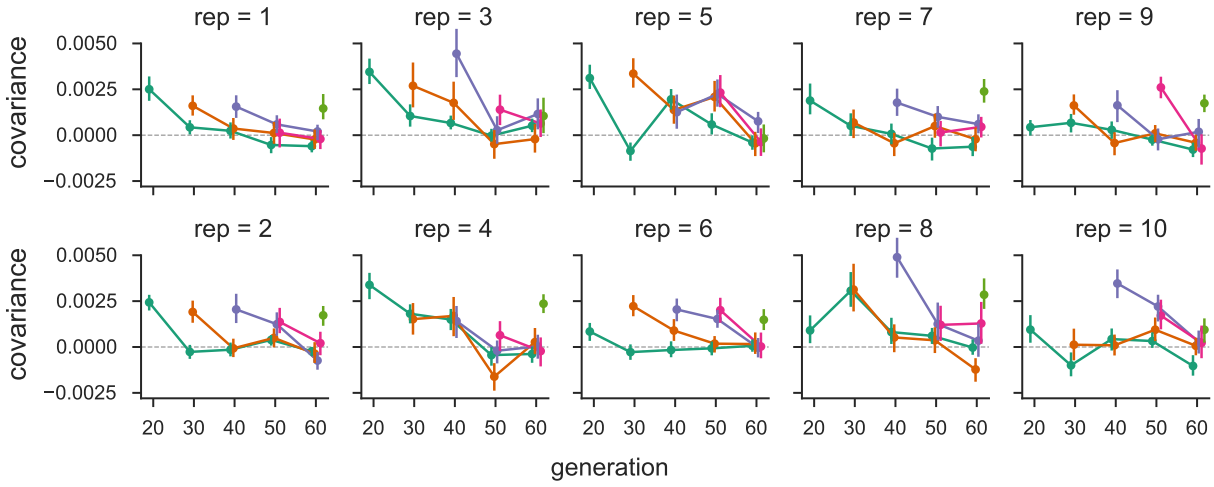 rep = 1 rep = 3 rep = 5 rep = 7 rep = 9
0.0050
0.0025
0.0000
−0.0025
covariance
rep = 2 rep = 4 rep = 6 rep = 8 rep = 10
0.0050
0.0025
0.0000
−0.0025
covariance
20 30 40 50 60 20 30 40 50 60 20 30 40 50 60 20 30 40 50 60 20 30 40 50 60
generation